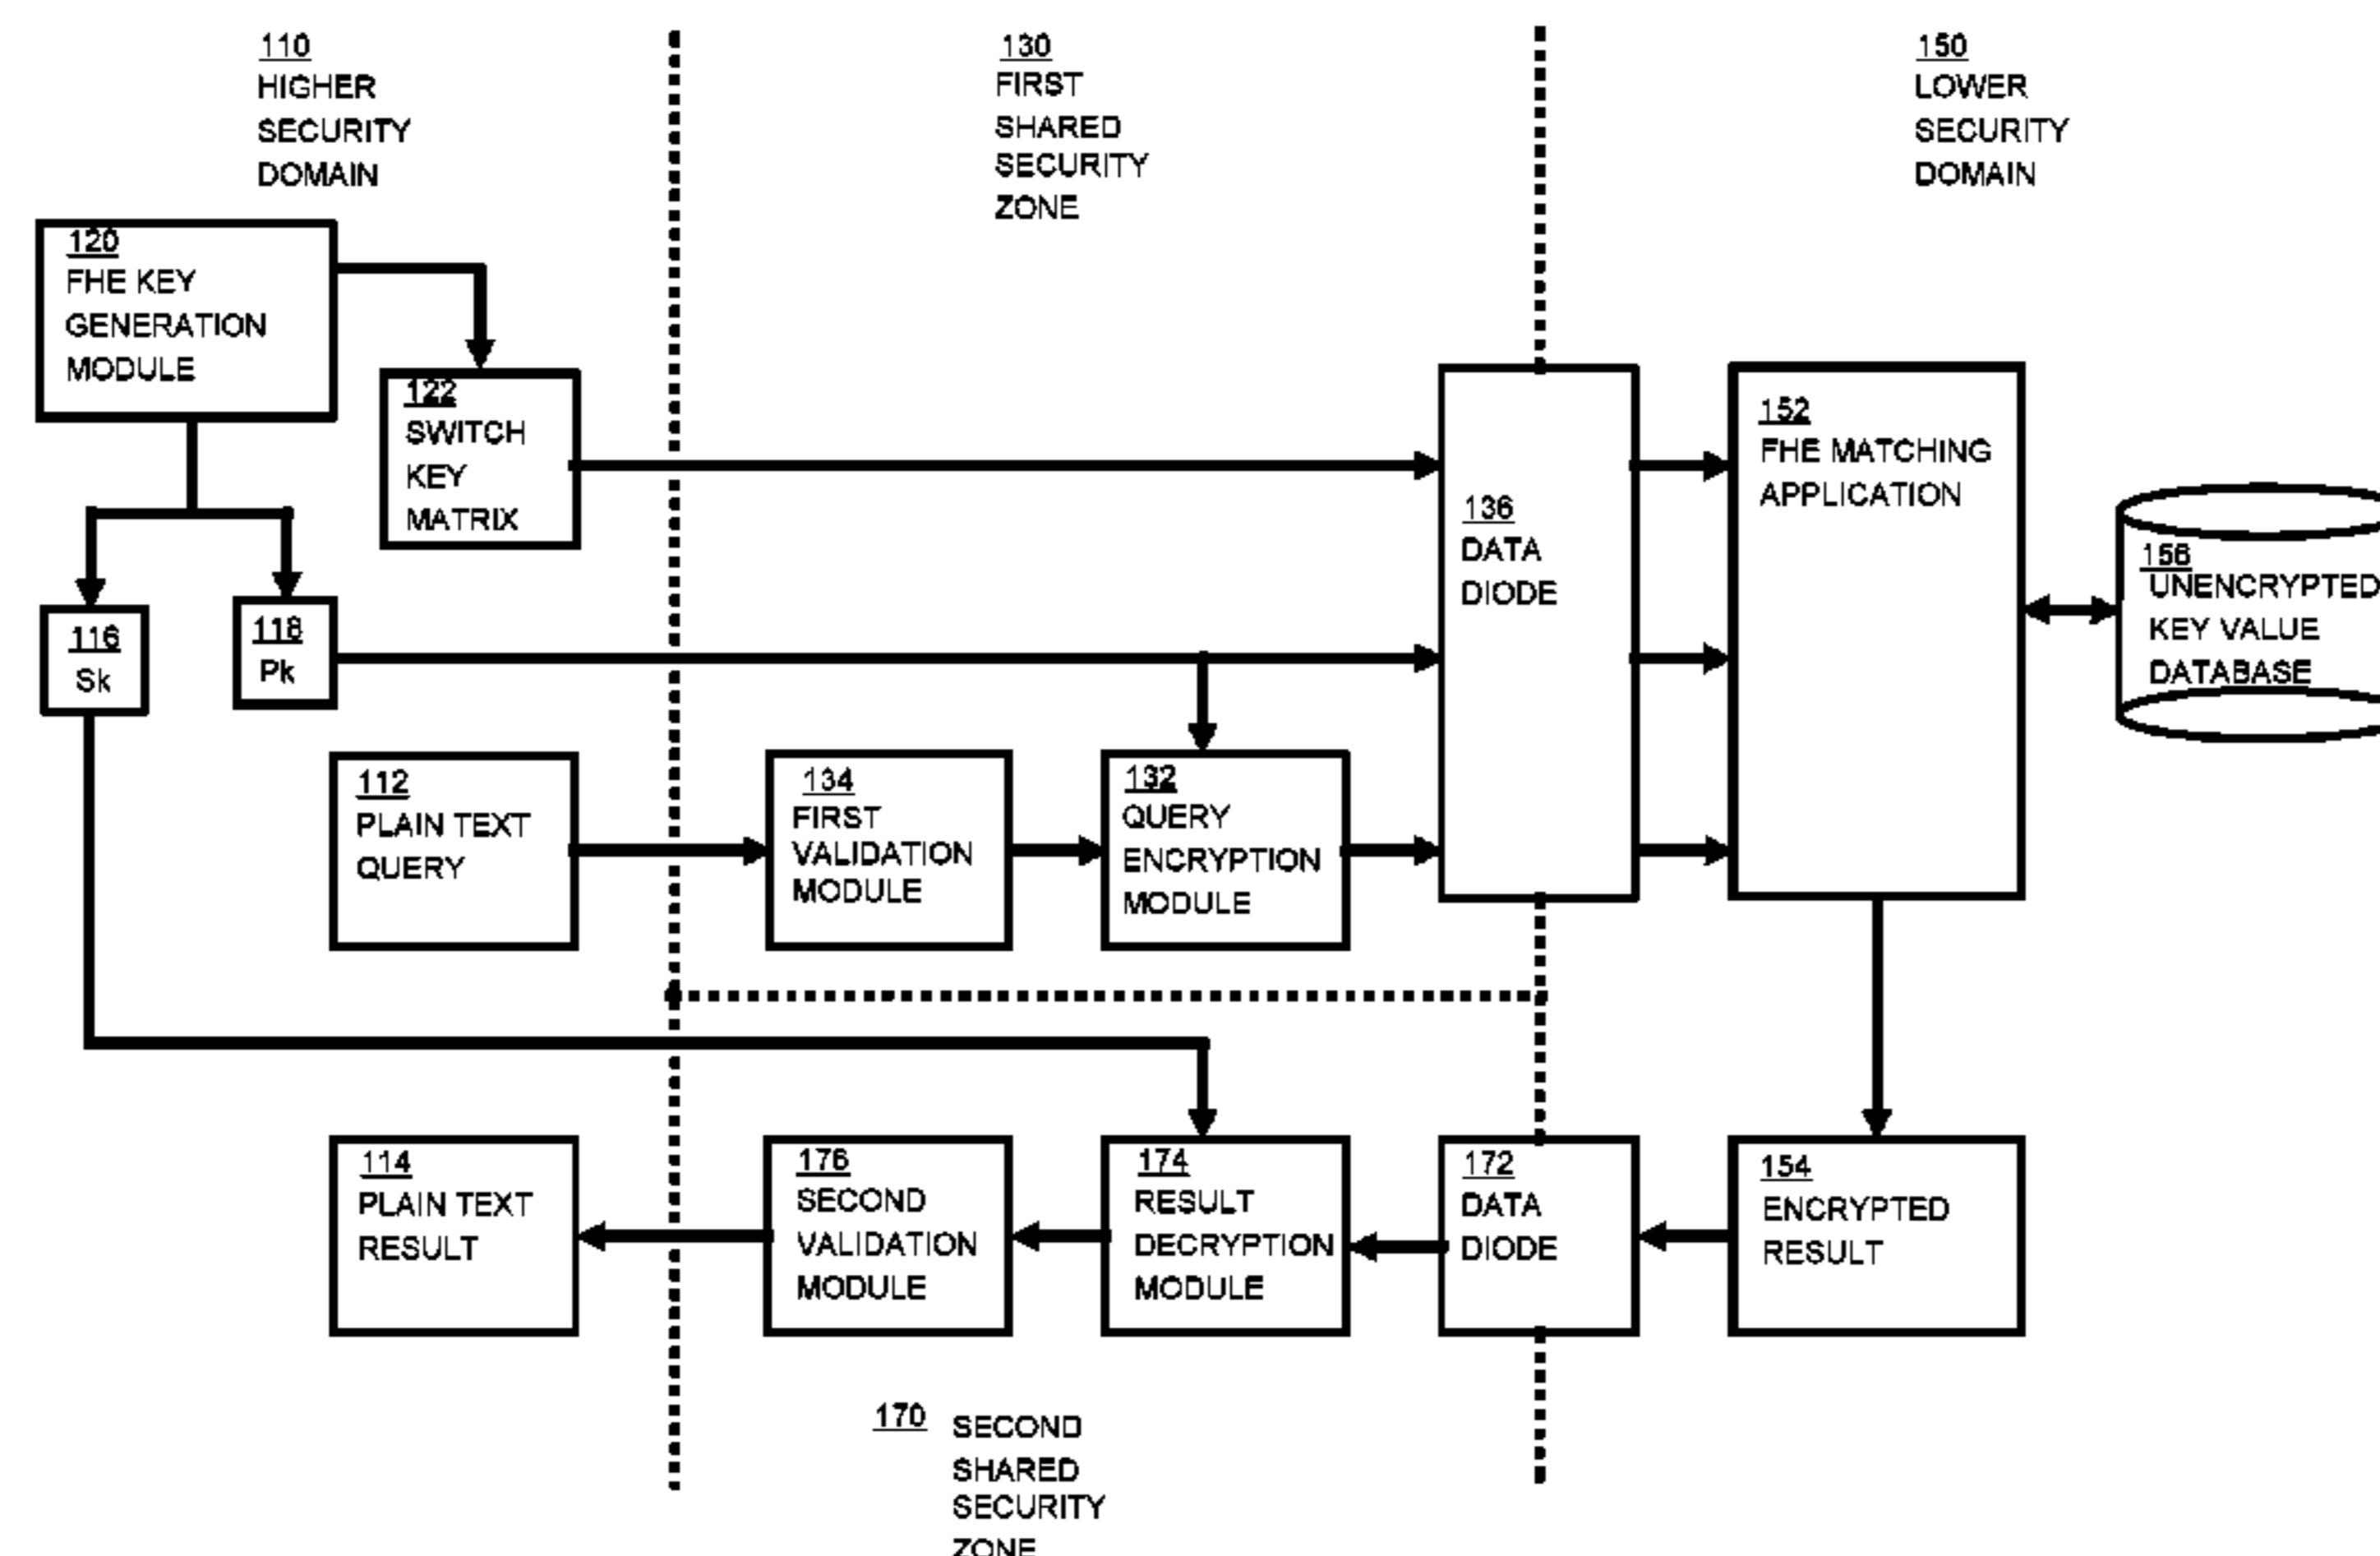 110
HIGHER
SECURITY
DOMAIN
130
FIRST
SHARED
SECURITY
ZONE
150
LOWER
SECURITY
DOMAIN
120
FHE KEY
GENERATION
MODULE
122
SWITCH
KEY
MATRIX
116
Sk
118
Pk
136
DATA
DIODE
152
FHE MATCHING
APPLICATION
156
UNENCRYPTED
KEY VALUE
DATABASE
112
PLAIN TEXT
QUERY
134
FIRST
VALIDATION
MODULE
132
QUERY
ENCRYPTION
MODULE
114
PLAIN TEXT
RESULT
176
SECOND
VALIDATION
MODULE
174
RESULT
DECRYPTION
MODULE
172
DATA
DIODE
154
ENCRYPTED
RESULT
170
SECOND
SHARED
SECURITY
ZONE